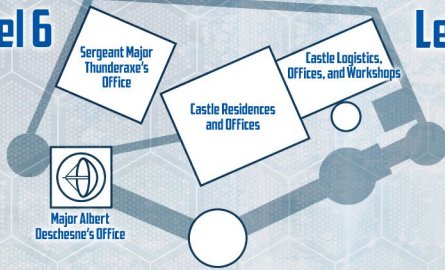 el 6
Le
Sergeant Major
Thunderaxe's
Office
Castle Logistics,
Offices, and Workshops
Castle Residences
and Offices
Major Albert
Deschesne's Office